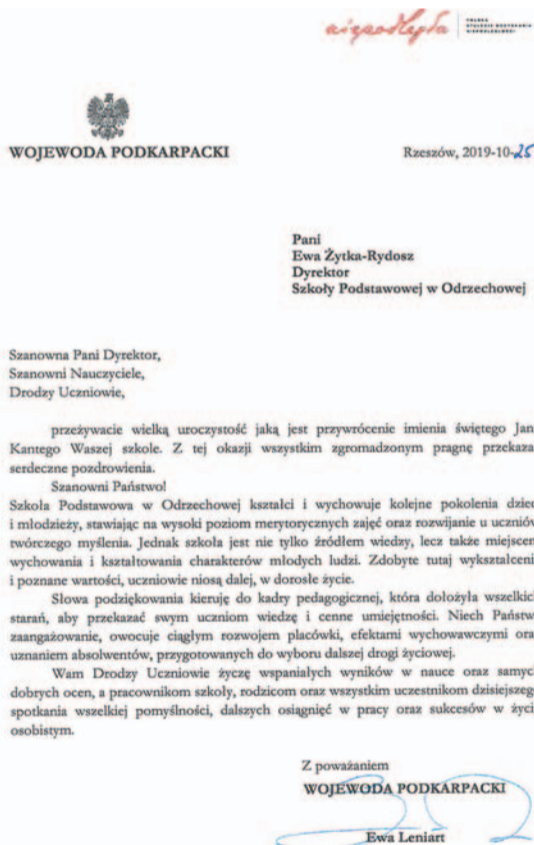 niepodległa
POLSKA
STULECIE ODZYSKANIA
NIEPODLEGŁOŚCI
WOJEWODA PODKARPACKI
Rzeszów, 2019-10-25
Pani
Ewa Żytka-Rydosz
Dyrektor
Szkoły Podstawowej w Odrzechowej
Szanowna Pani Dyrektor,
Szanowni Nauczyciele,
Drodzy Uczniowie,
przeżywacie wielką uroczystość jaką jest przywrócenie imienia świętego Jan
Kantego Waszej szkole. Z tej okazji wszystkim zgromadzonym pragnę przekaza
serdeczne pozdrowienia.
Szanowni Państwo!
Szkoła Podstawowa w Odrzechowej kształci i wychowuje kolejne pokolenia dziec
i młodzieży, stawiając na wysoki poziom merytorycznych zajęć oraz rozwijanie u uczniów
twórczego myślenia. Jednak szkoła jest nie tylko źródłem wiedzy, lecz także miejscem
wychowania i kształtowania charakterów młodych ludzi. Zdobyte tutaj wykształceni
i poznane wartości, uczniowie niosą dalej, w dorosłe życie.
Słowa podziękowania kieruję do kadry pedagogicznej, która dołożyła wszelkic
starań, aby przekazać swym uczniom wiedzę i cenne umiejętności. Niech Państw
zaangażowanie, owocuje ciągłym rozwojem placówki, efektami wychowawczymi ora
uznaniem absolwentów, przygotowanych do wyboru dalszej drogi życiowej.
Wam Drodzy Uczniowie życzę wspaniałych wyników w nauce oraz samyc
dobrych ocen, a pracownikom szkoły, rodzicom oraz wszystkim uczestnikom dzisiejszeg
spotkania wszelkiej pomyślności, dalszych osiągnięć w pracy oraz sukcesów w życi
osobistym.
Z poważaniem
WOJEWODA PODKARPACKI
Ewa Leniart